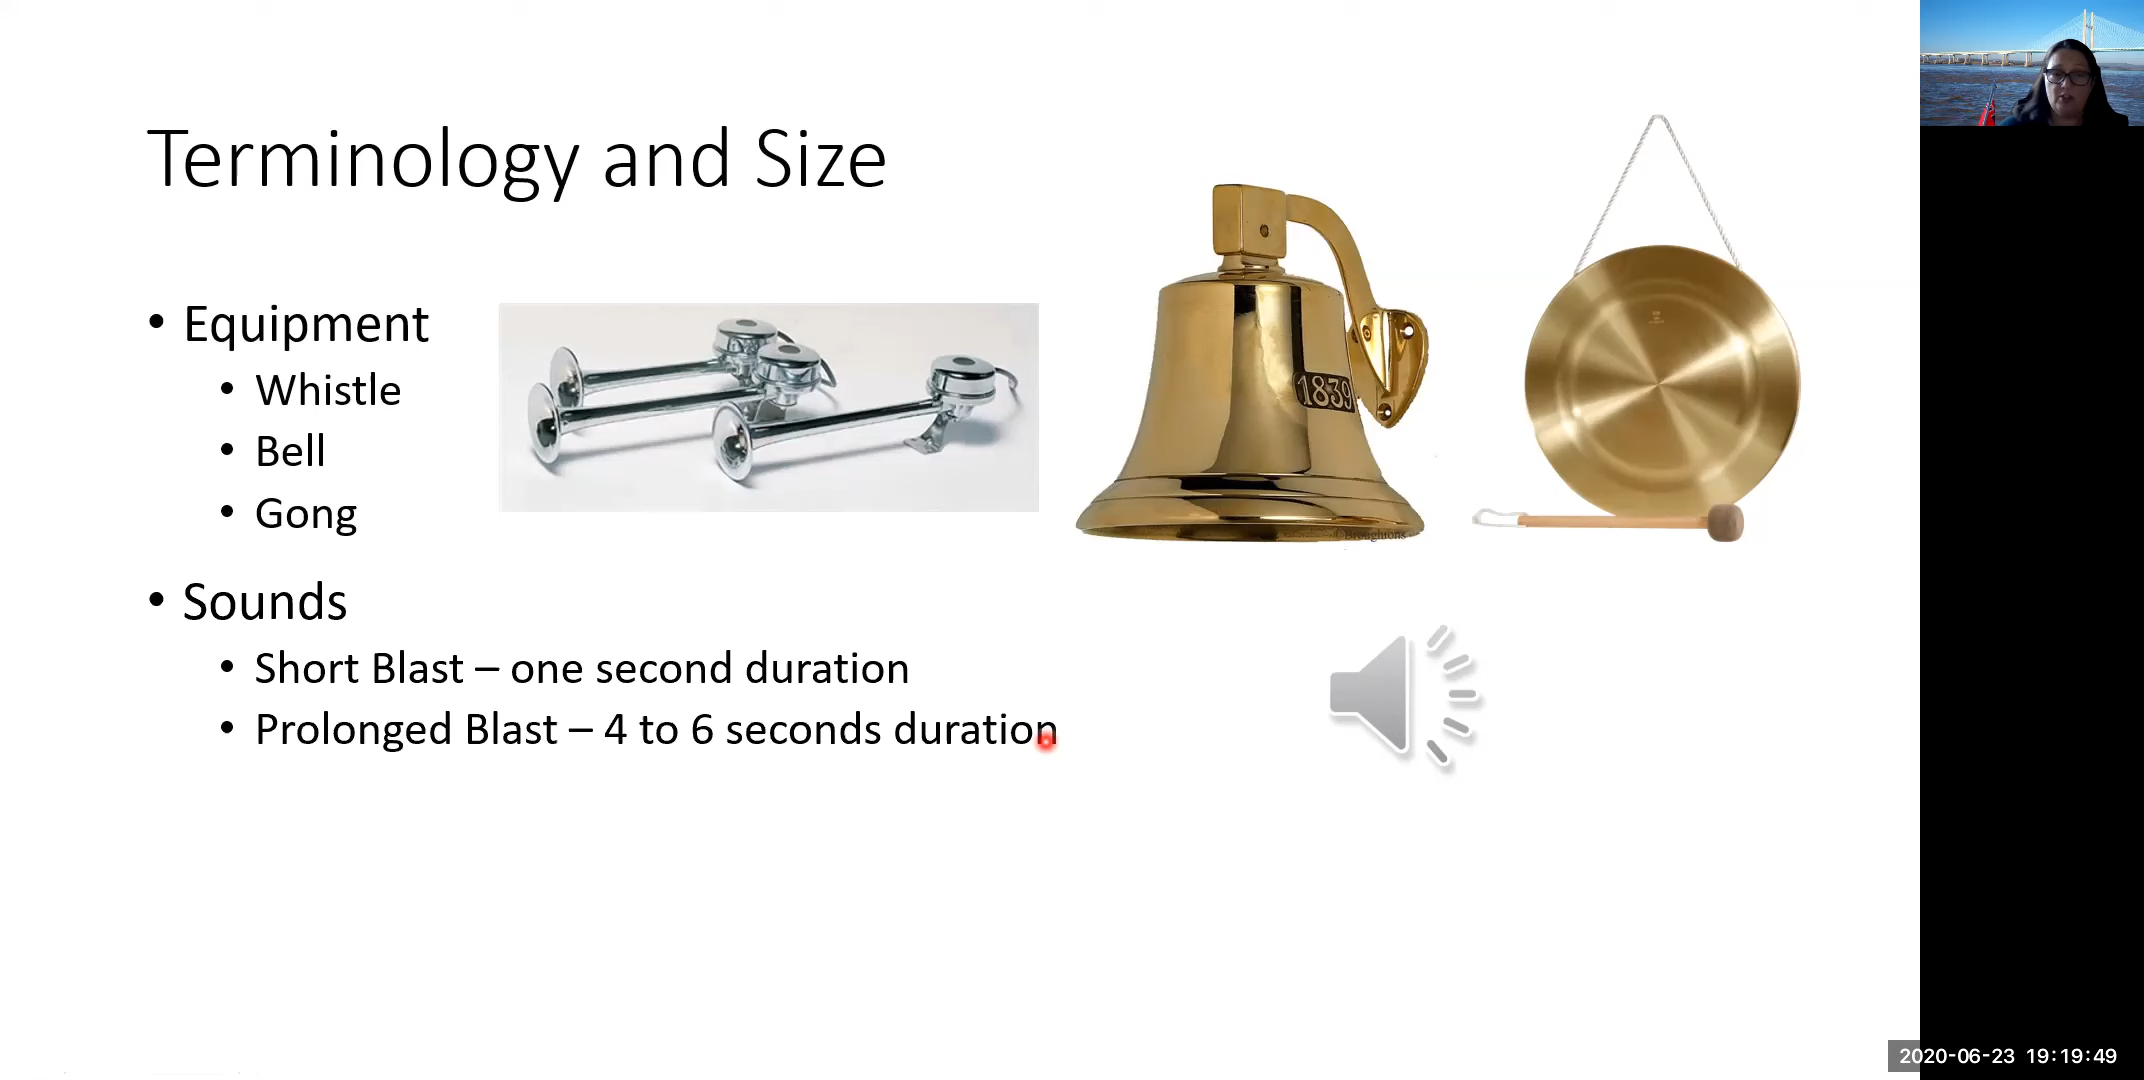 Terminology and Size
• Equipment
• Whistle
• Bell
• Gong
1839
©Broughtons
• Sounds
• Short Blast – one second duration
• Prolonged Blast – 4 to 6 seconds duration
2020-06-23 19:19:49